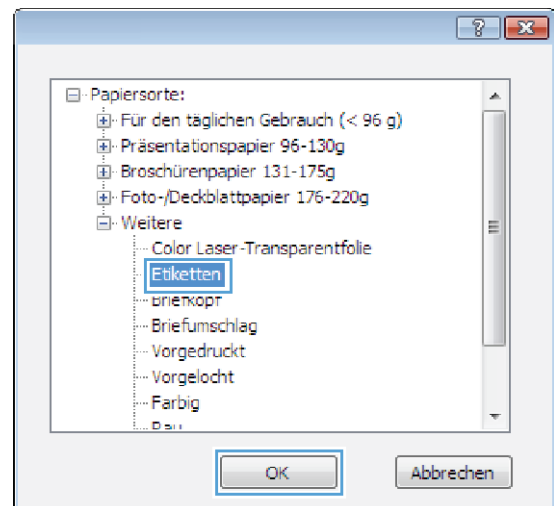 Papiersorte:
Für den täglichen Gebrauch (< 96 g)
Präsentationspapier 96-130g
Broschürenpapier 131-175g
Foto-/Deckblattpapier 176-220g
Weitere
Color Laser-Transparentfolie
Etiketten
Briefkopf
Briefumschlag
Vorgedruckt
Vorgelocht
Farbig
OK
Abbrechen